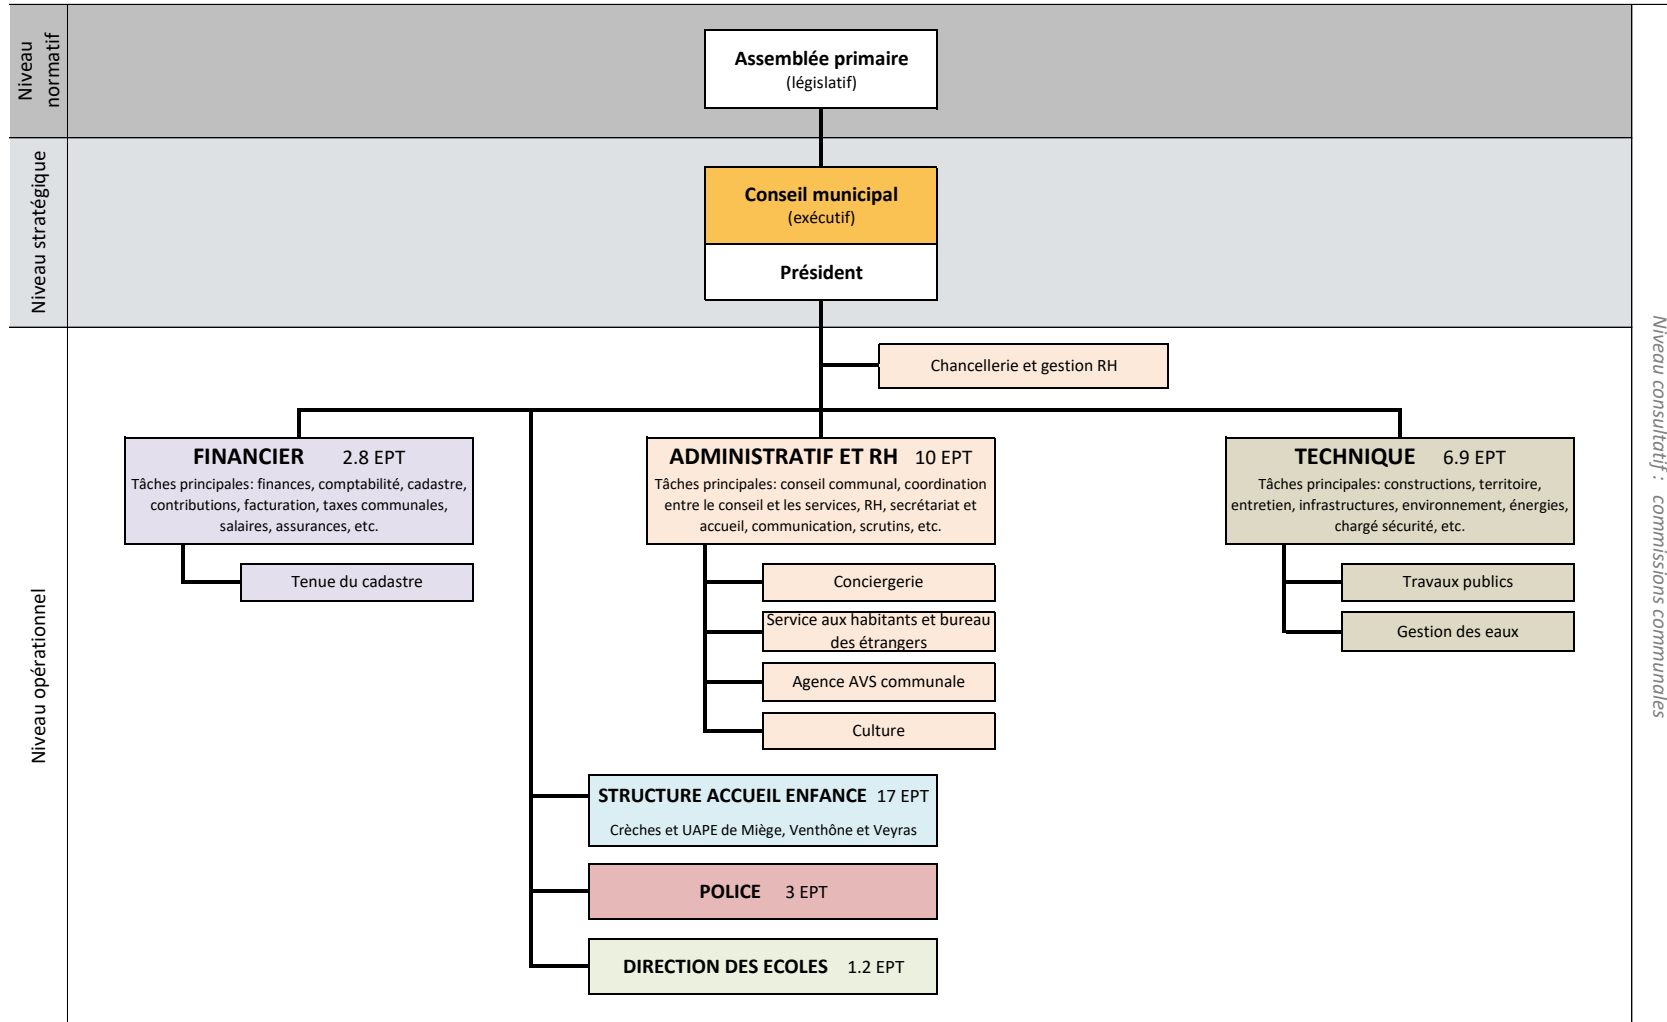 Niveau
normatif
Assemblée primaire
(législatif)
Niveau stratégique
Conseil municipal
(exécutif)
Président
Niveau opérationnel
Chancellerie et gestion RH
FINANCIER 2.8 EPT
Tâches principales: finances, comptabilité, cadastre,
contributions, facturation, taxes communales,
salaires, assurances, etc.
Tenue du cadastre
ADMINISTRATIF ET RH 10 EPT
Tâches principales: conseil communal, coordination
entre le conseil et les services, RH, secrétariat et
accueil, communication, scrutins, etc.
Conciergerie
Service aux habitants et bureau
des étrangers
Agence AVS communale
Culture
TECHNIQUE 6.9 EPT
Tâches principales: constructions, territoire,
entretien, infrastructures, environnement, énergies,
chargé sécurité, etc.
Travaux publics
Gestion des eaux
STRUCTURE ACCUEIL ENFANCE 17 EPT
Crèches et UAPE de Miège, Venthône et Veyras
POLICE 3 EPT
DIRECTION DES ECOLES 1.2 EPT
Niveau consultatif : commissions communales